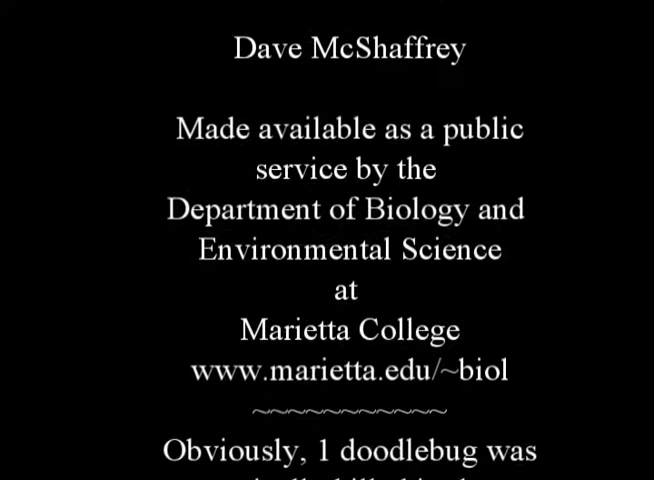 Dave McShaffrey
Made available as a public
service by the
Department of Biology and
Environmental Science
at
Marietta College
www.marietta.edu/~biol
~~~~~~~~~~~
Obviously, 1 doodlebug was